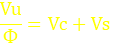 Vu/Φ = Vc + Vs